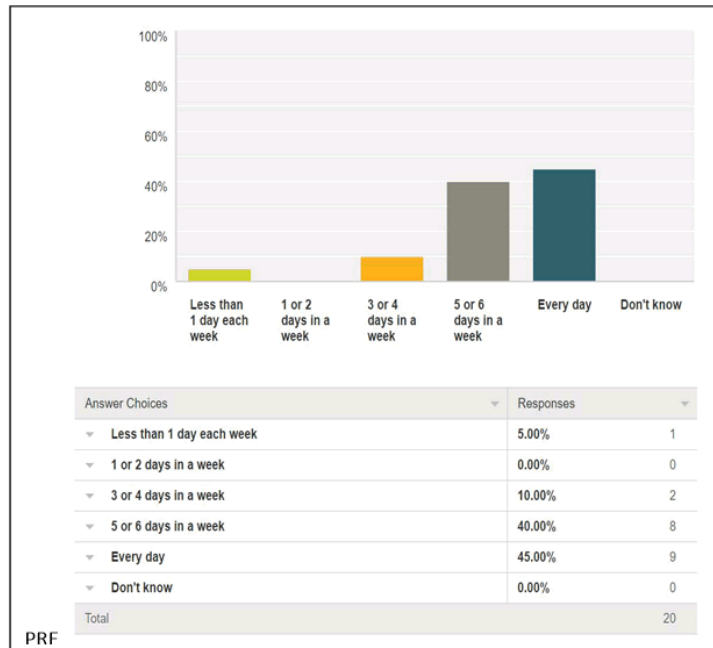 100%
80%
60%
40%
20%
0%
Less than 1 or 2 3 or 4 5 or 6 Every day Don't know
1 day each days in a days in a days in a
week week week week
Answer Choices Responses
Less than 1 day each week 5.00% 1
1 or 2 days in a week 0.00% 0
3 or 4 days in a week 10.00% 2
5 or 6 days in a week 40.00% 8
Every day 45.00% 9
Don't know 0.00% 0
Total 20
PRF